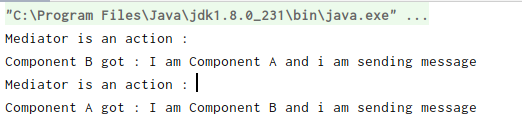 "C:\Program Files\Java\jdk1.8.0_231\bin\java.exe" ...
Mediator is an action :
Component B got : I am Component A and i am sending message
Mediator is an action :
Component A got : I am Component B and i am sending message